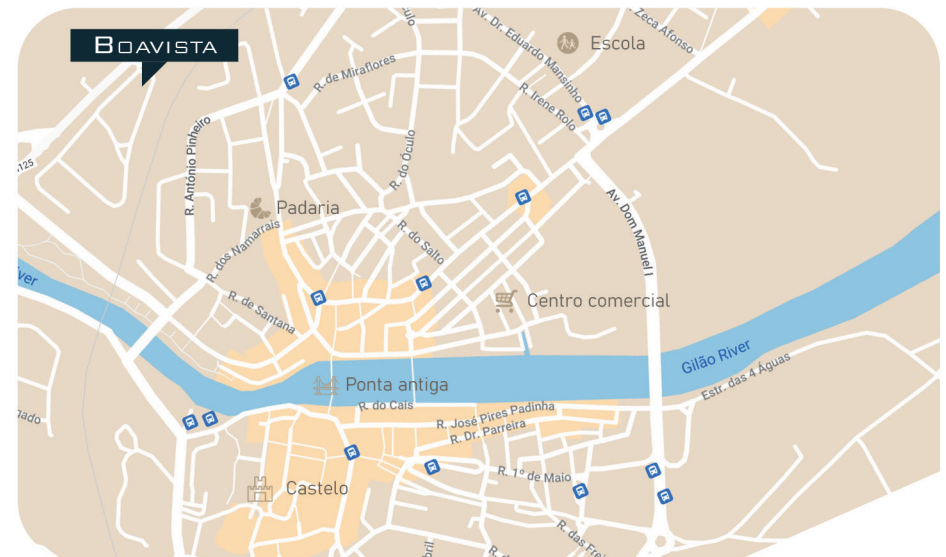 BOAVISTA
Escola
Zeca Afonso
Av. Dr. Eduardo Mansinho
R. Irene Rolo
R. de Miraflores
R. António Pinheiro
125
R. do Óculo
Padaria
R. dos Namarrais
R. do Salto
Av. Dom Manuel I
R. de Santana
Centro comercial
Gilão River
Estr. das 4 Águas
Ponta antiga
R. do Cais
R. José Pires Padinha
R. Dr. Parreira
R. 1º de Maio
Castelo
R. das Frei